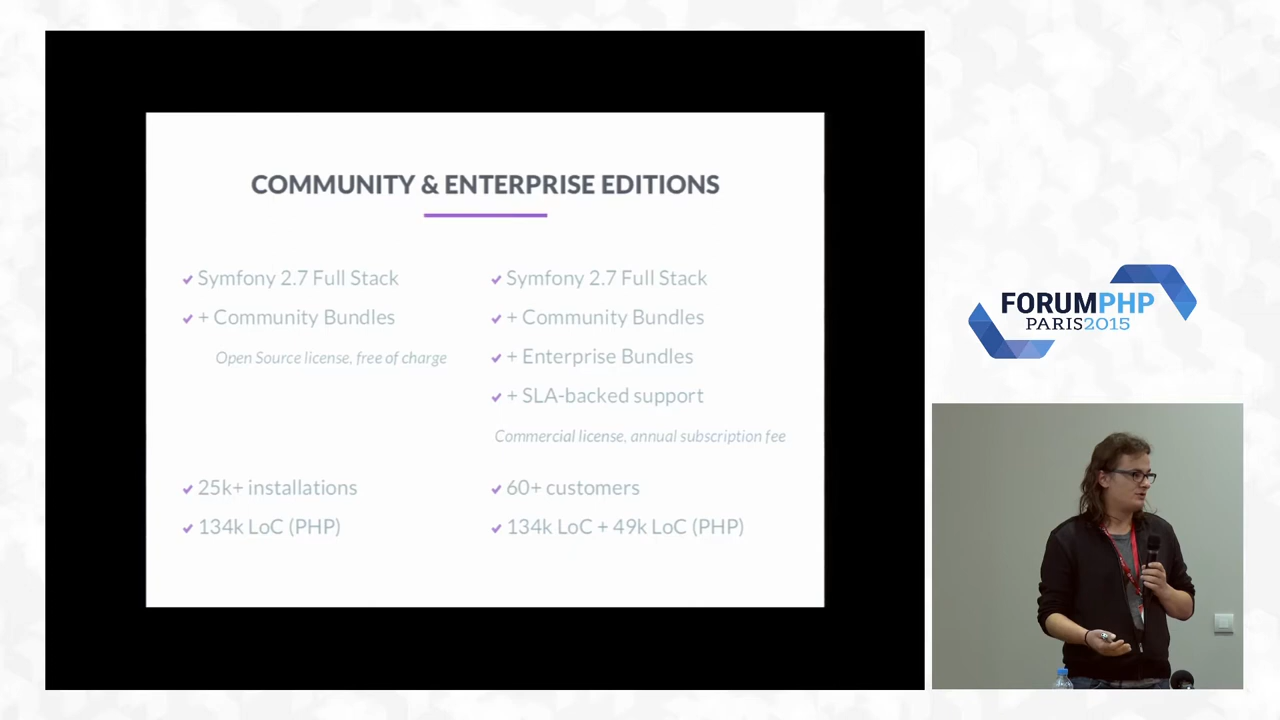 COMMUNITY & ENTERPRISE EDITIONS
Symfony 2.7 Full Stack
+ Community Bundles
Open Source license, free of charge
25k+ installations
134k LoC (PHP)
Symfony 2.7 Full Stack
+ Community Bundles
+ Enterprise Bundles
+ SLA-backed support
Commercial license, annual subscription fee
60+ customers
134k LoC + 49k LoC (PHP)
FORUMPHP
PARIS2015